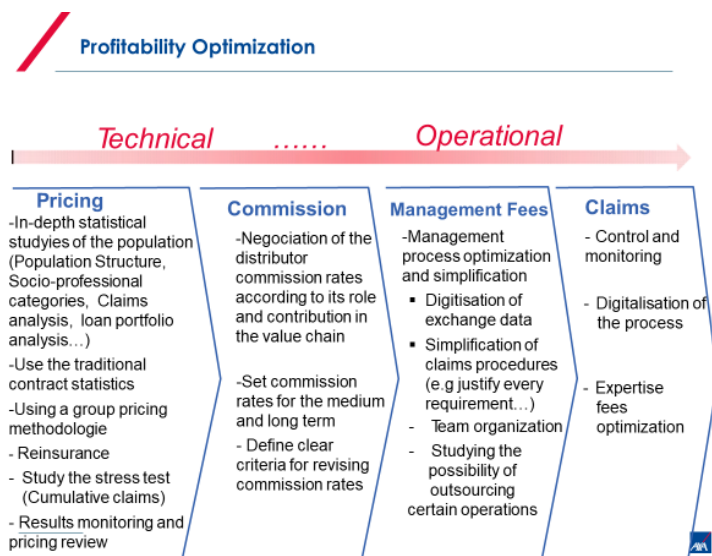 Profitability Optimization
Technical
......
Operational
Pricing
-In-depth statistical
studyies of the population
(Population Structure,
Socio-professional
categories, Claims
analysis, loan portfolio
analysis…)
-Use the traditional
contract statistics
-Using a group pricing
methodologie
- Reinsurance
- Study the stress test
(Cumulative claims)
- Results monitoring and
pricing review
Commission
-Negociation of the
distributor
commission rates
according to its role
and contribution in
the value chain
-Set commission
rates for the medium
and long term
- Define clear
criteria for revising
commission rates
Management Fees
-Management
process optimization
and simplification
▪ Digitisation of
exchange data
▪ Simplification of
claims procedures
(e.g justify every
requirement…)
- Team organization
- Studying the
possibility of
outsourcing
certain operations
Claims
- Control and
monitoring
- Digitalisation of
the process
- Expertise
fees
optimization
AXA